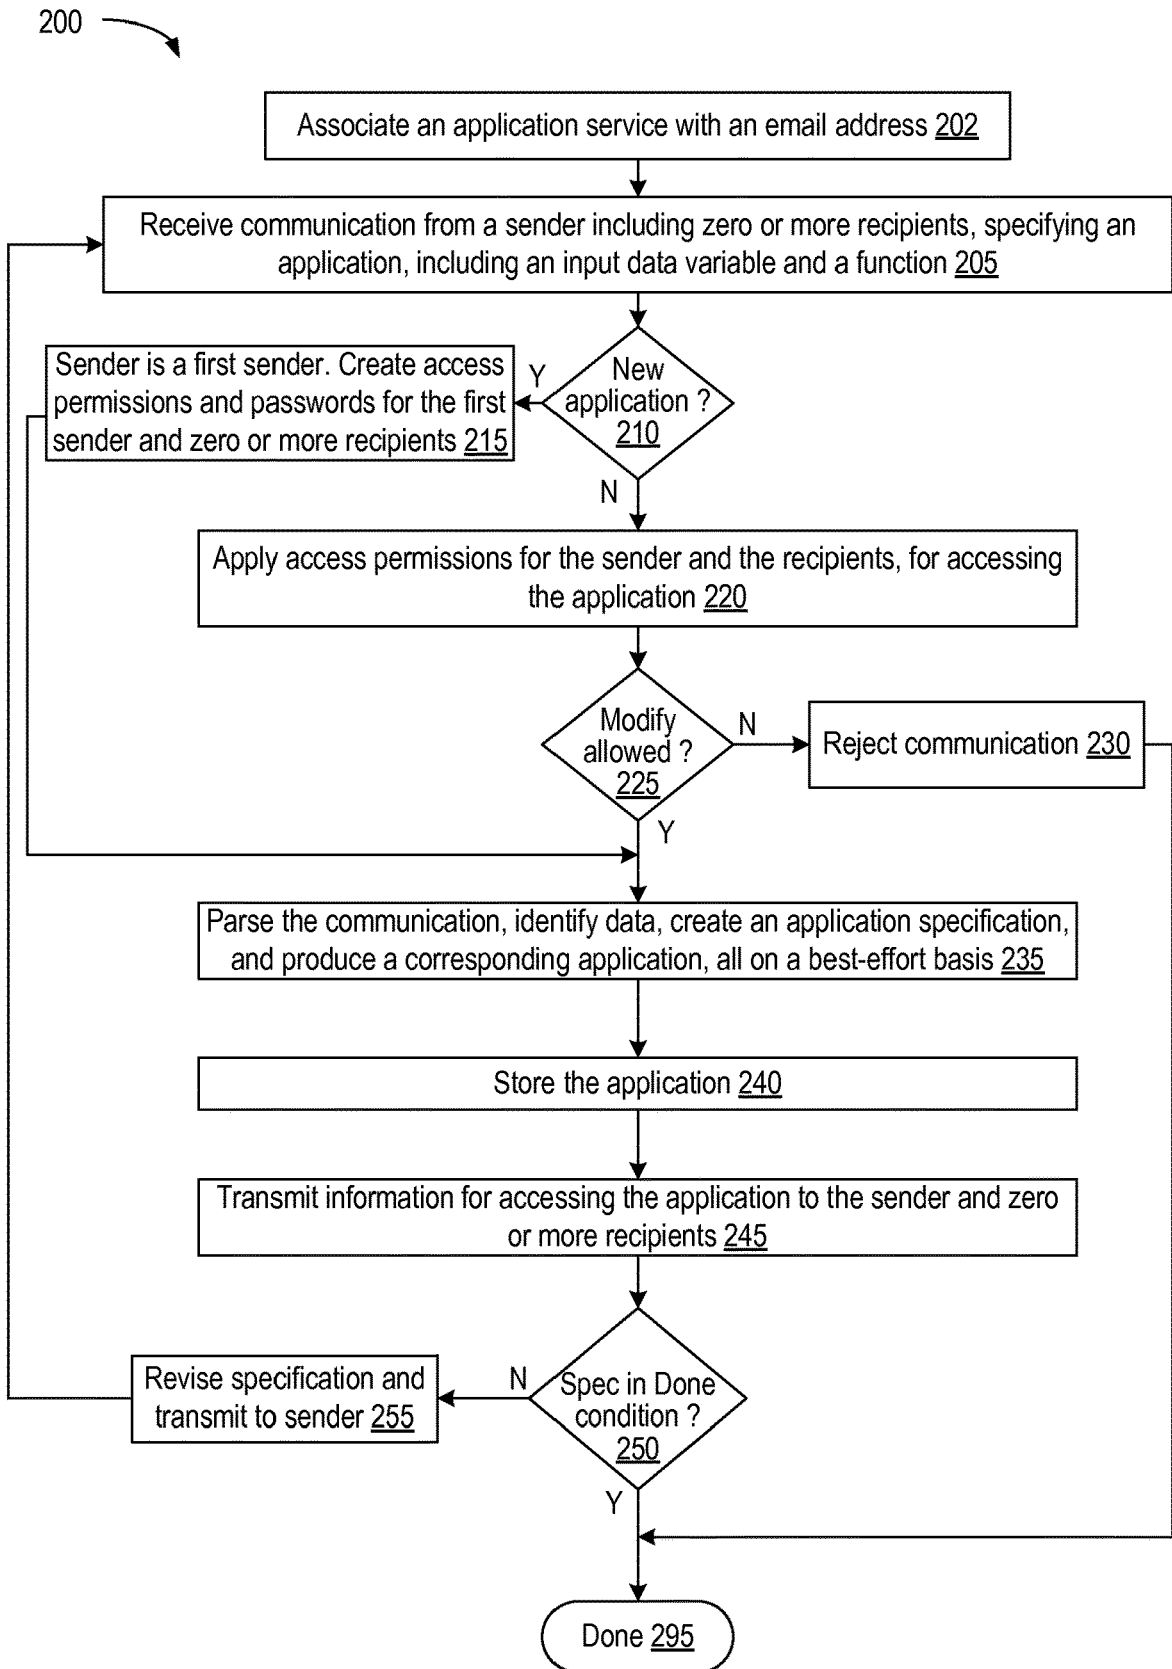 200
Associate an application service with an email address 202
Receive communication from a sender including zero or more recipients, specifying an
application, including an input data variable and a function 205
New
application ?
210
Y
Sender is a first sender. Create access
permissions and passwords for the first
sender and zero or more recipients 215
N
Apply access permissions for the sender and the recipients, for accessing
the application 220
Modify
allowed ?
225
N
Reject communication 230
Y
Parse the communication, identify data, create an application specification,
and produce a corresponding application, all on a best-effort basis 235
Store the application 240
Transmit information for accessing the application to the sender and zero
or more recipients 245
Spec in Done
condition ?
250
N
Revise specification and
transmit to sender 255
Y
Done 295